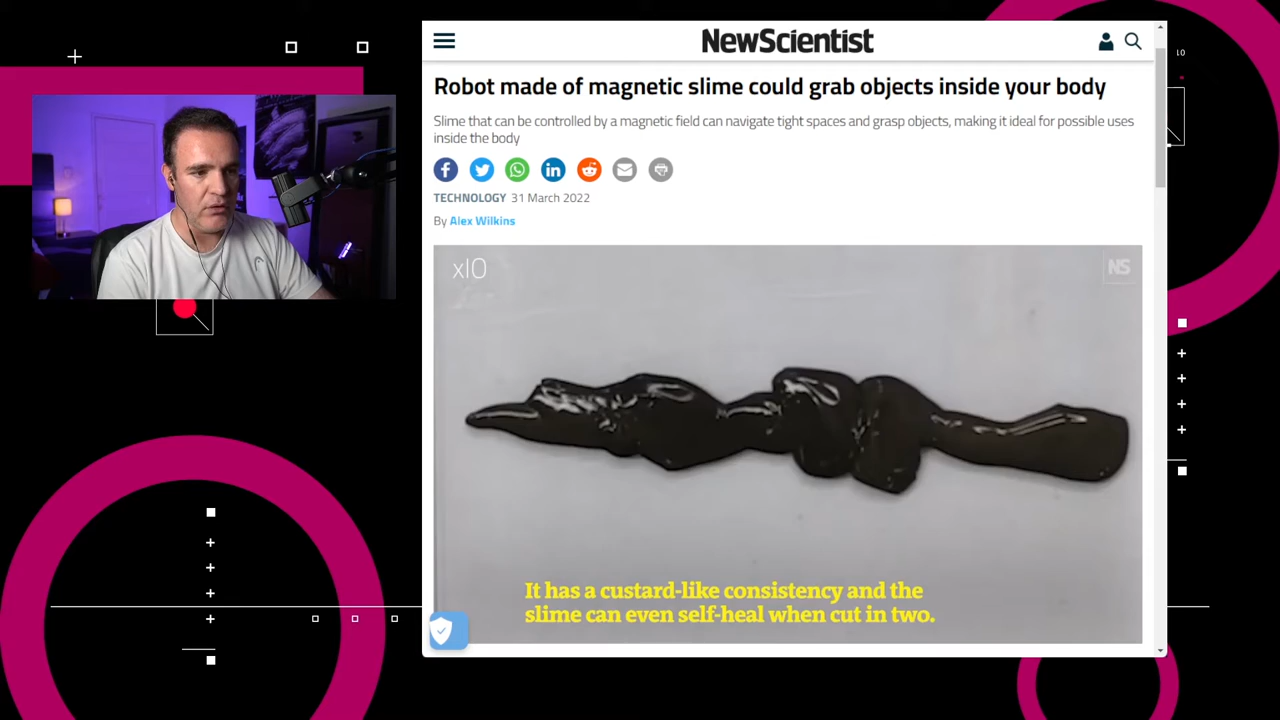 NewScientist
Robot made of magnetic slime could grab objects inside your body
Slime that can be controlled by a magnetic field can navigate tight spaces and grasp objects, making it ideal for possible uses
inside the body
TECHNOLOGY 31 March 2022
By Alex Wilkins
x10
NS
It has a custard-like consistency and the
slime can even self-heal when cut in two.
10